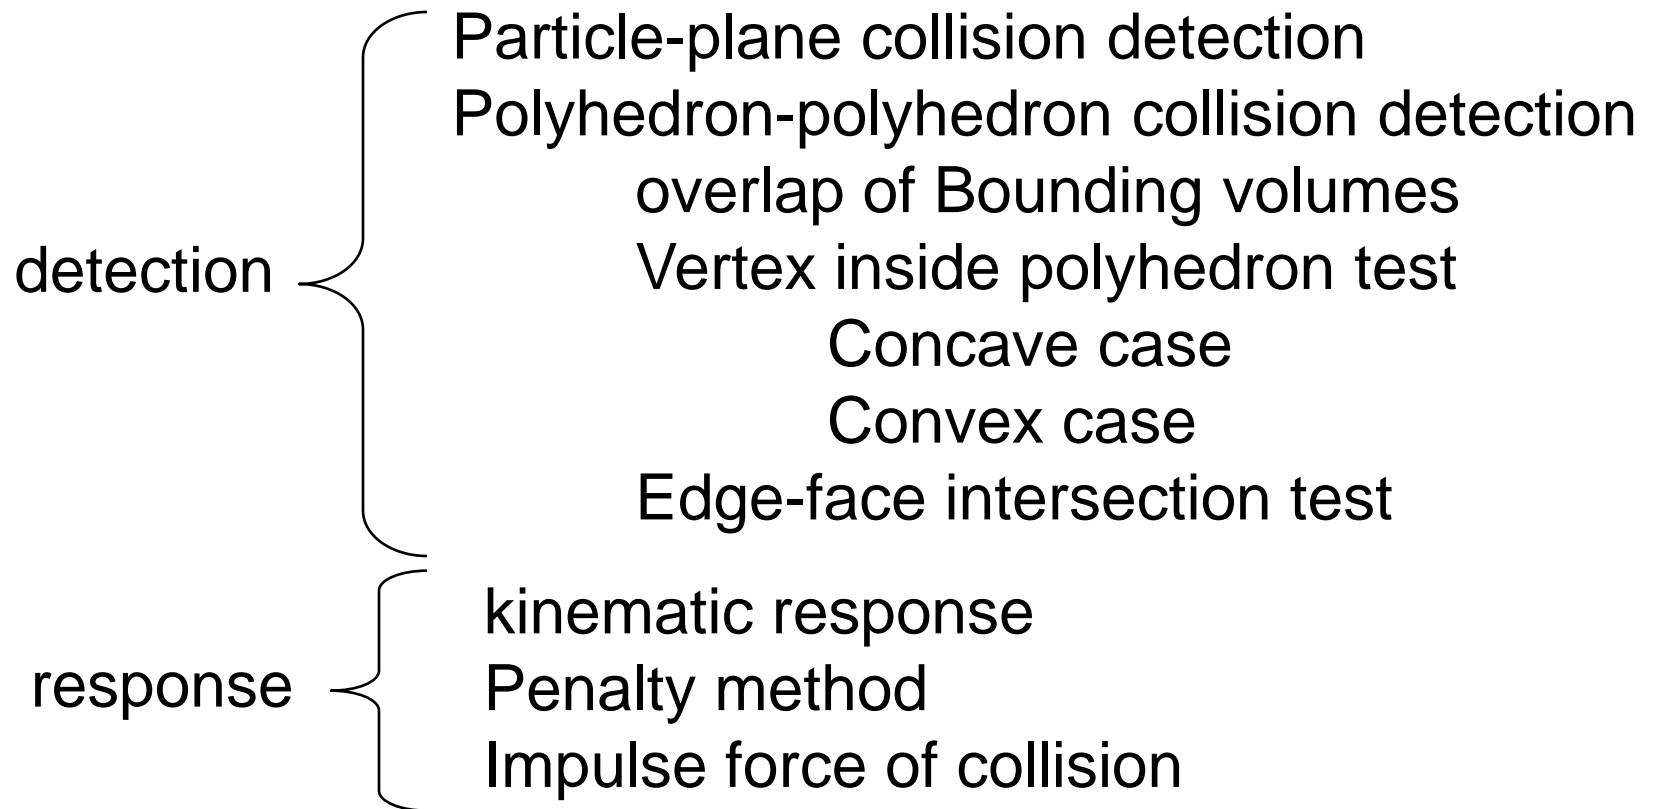 detection
Particle-plane collision detection
Polyhedron-polyhedron collision detection
overlap of Bounding volumes
Vertex inside polyhedron test
Concave case
Convex case
Edge-face intersection test
response
kinematic response
Penalty method
Impulse force of collision